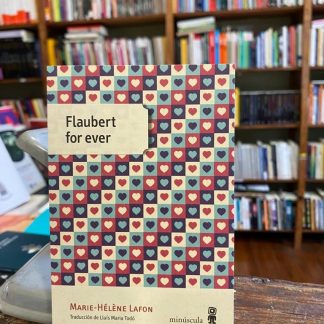 Flaubert
for ever
MARIE-HÉLÈNE LAFON
Traducción de Lluís Maria Todó
minúscula